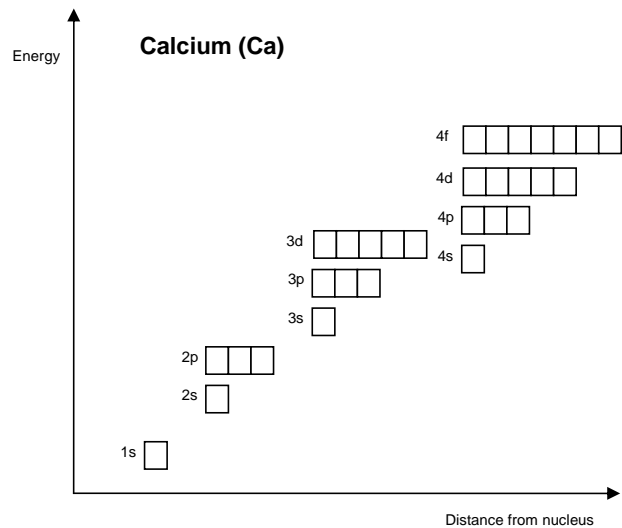 Calcium (Ca)
Energy
4f
4d
4p
3d
4s
3p
3s
2p
2s
1s
Distance from nucleus